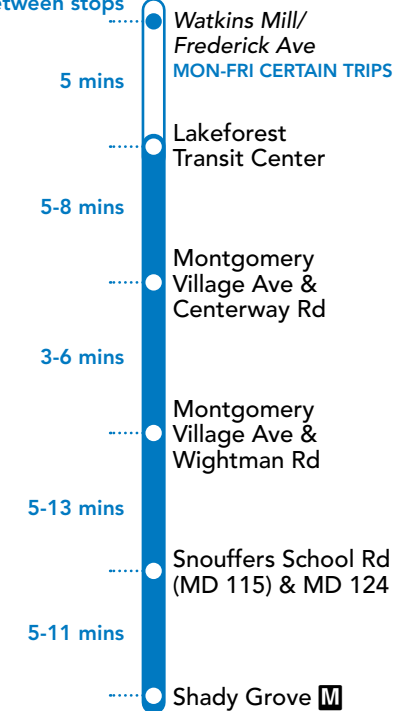 etween stops
Watkins Mill/
Frederick Ave
MON-FRI CERTAIN TRIPS
5 mins
Lakeforest
Transit Center
5-8 mins
Montgomery
Village Ave &
Centerway Rd
3-6 mins
Montgomery
Village Ave &
Wightman Rd
5-13 mins
Snouffers School Rd
(MD 115) & MD 124
5-11 mins
Shady Grove M